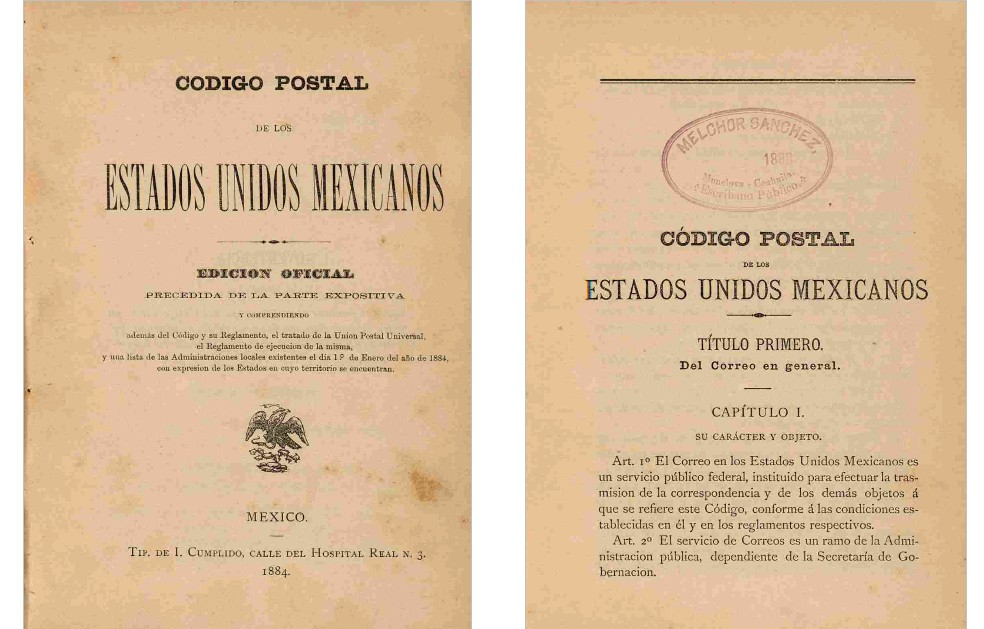 CODIGO POSTAL
DE LOS
ESTADOS UNIDOS MEXICANOS
EDICION OFICIAL
PRECEDIDA DE LA PARTE EXPOSITIVA
Y COMPRENDIENDO
además del Código y su Reglamento, el tratado de la Union Postal Universal,
el Reglamento de ejecucion de la misma,
y una lista de las Administraciones locales existentes el dia 1º de Enero del año de 1884,
con expresion de los Estados en cuyo territorio se encuentran.
MEXICO.
TIP. DE I. CUMPLIDO, CALLE DEL HOSPITAL REAL N. 3.
1884.
MELCHOR SANCHEZ,
Monclova - Coahuila.
Escribano Público
CÓDIGO POSTAL
DE LOS
ESTADOS UNIDOS MEXICANOS
TÍTULO PRIMERO.
Del Correo en general.
CAPÍTULO I.
SU CARÁCTER Y OBJETO.
Art. 1º El Correo en los Estados Unidos Mexicanos es
un servicio público federal, instituido para efectuar la tras-
mision de la correspondencia y de los demás objetos á
que se refiere este Código, conforme á las condiciones es-
tablecidas en él y en los reglamentos respectivos.
Art. 2º El servicio de Correos es un ramo de la Admi-
nistracion pública, dependiente de la Secretaría de Go-
bernacion.